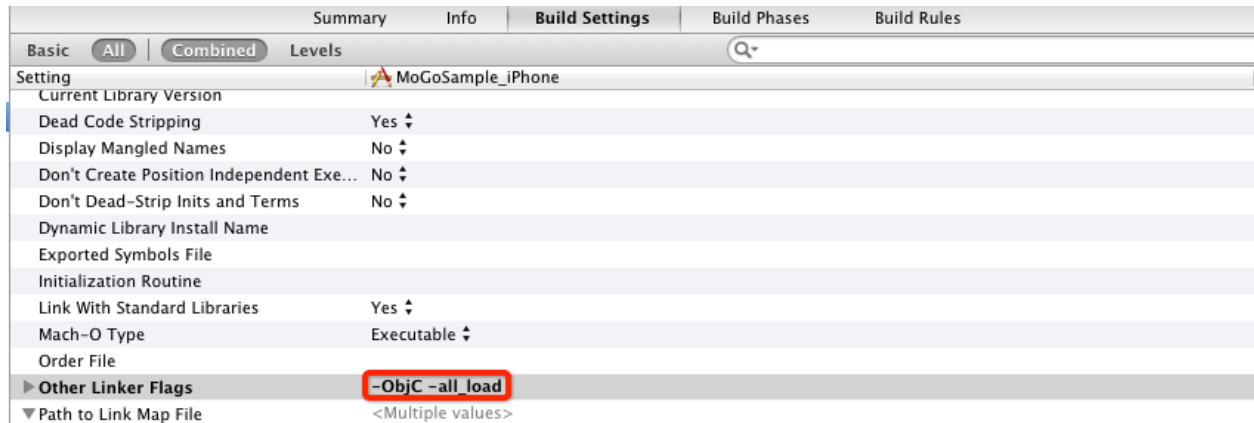 Summary Info Build Settings Build Phases Build Rules
Basic All Combined Levels
Setting MoGoSample_iPhone
Current Library Version
Dead Code Stripping Yes
Display Mangled Names No
Don't Create Position Independent Exe... No
Don't Dead-Strip Inits and Terms No
Dynamic Library Install Name
Exported Symbols File
Initialization Routine
Link With Standard Libraries Yes
Mach-O Type Executable
Order File
Other Linker Flags -ObjC -all_load
Path to Link Map File <Multiple values>